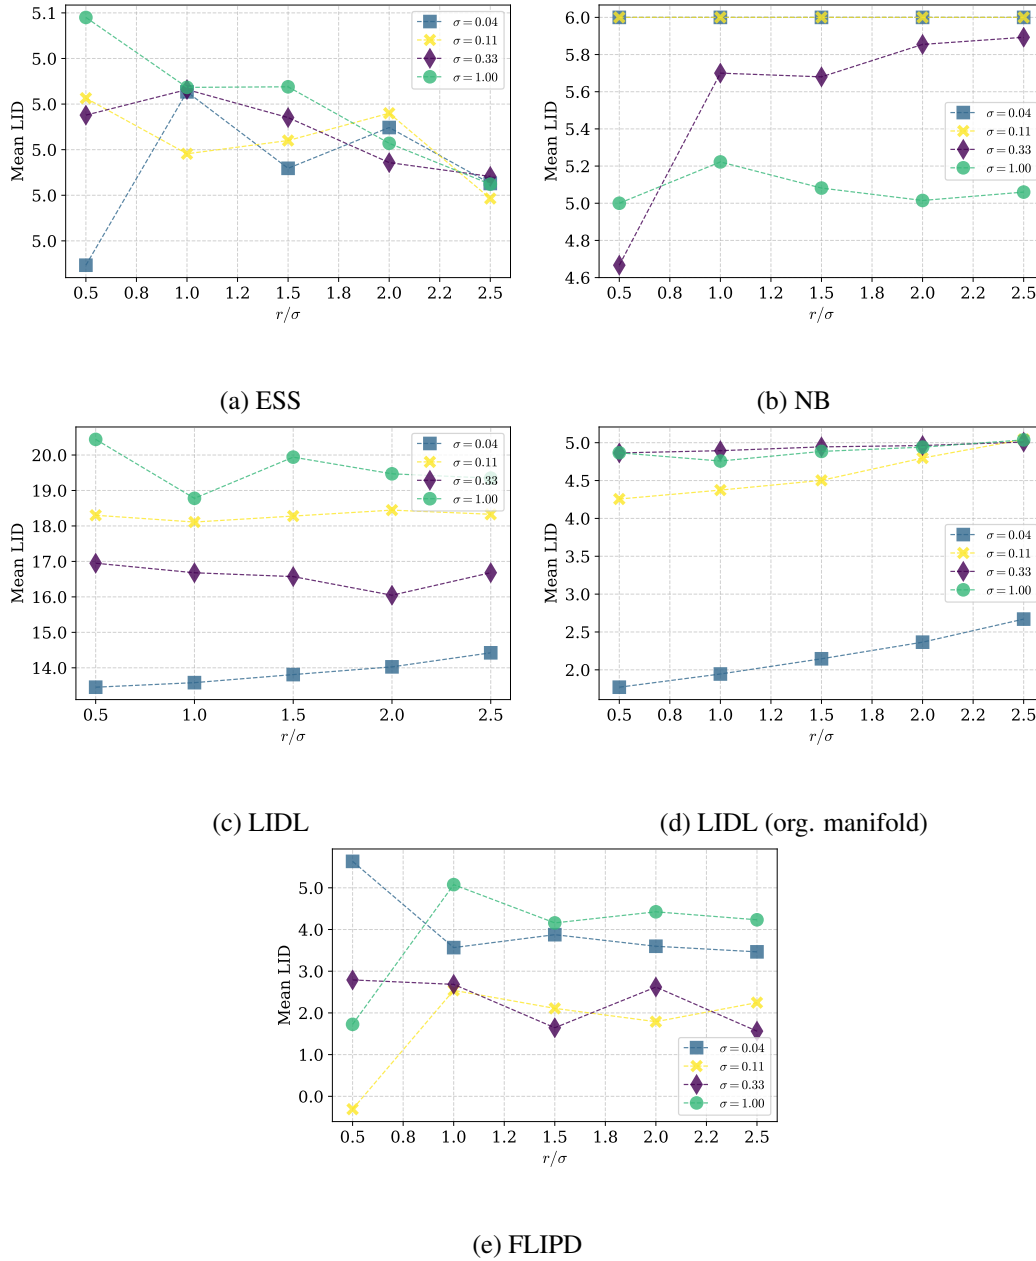 5.1
5.0
5.0
5.0
5.0
5.0
Mean LID
0.5 0.8 1.0 1.2 1.5 1.8 2.0 2.2 2.5
r/σ
σ = 0.04
σ = 0.11
σ = 0.33
σ = 1.00
(a) ESS
6.0
5.8
5.6
5.4
5.2
5.0
4.8
4.6
Mean LID
0.5 0.8 1.0 1.2 1.5 1.8 2.0 2.2 2.5
r/σ
σ = 0.04
σ = 0.11
σ = 0.33
σ = 1.00
(b) NB
20.0
19.0
18.0
17.0
16.0
15.0
14.0
Mean LID
0.5 1.0 1.5 2.0 2.5
r/σ
σ = 0.04
σ = 0.11
σ = 0.33
σ = 1.00
(c) LIDL
5.0
4.5
4.0
3.5
3.0
2.5
2.0
Mean LID
0.5 0.8 1.0 1.2 1.5 1.8 2.0 2.2 2.5
r/σ
σ = 0.04
σ = 0.11
σ = 0.33
σ = 1.00
(d) LIDL (org. manifold)
5.0
4.0
3.0
2.0
1.0
0.0
Mean LID
0.5 0.8 1.0 1.2 1.5 1.8 2.0 2.2 2.5
r/σ
σ = 0.04
σ = 0.11
σ = 0.33
σ = 1.00
(e) FLIPD